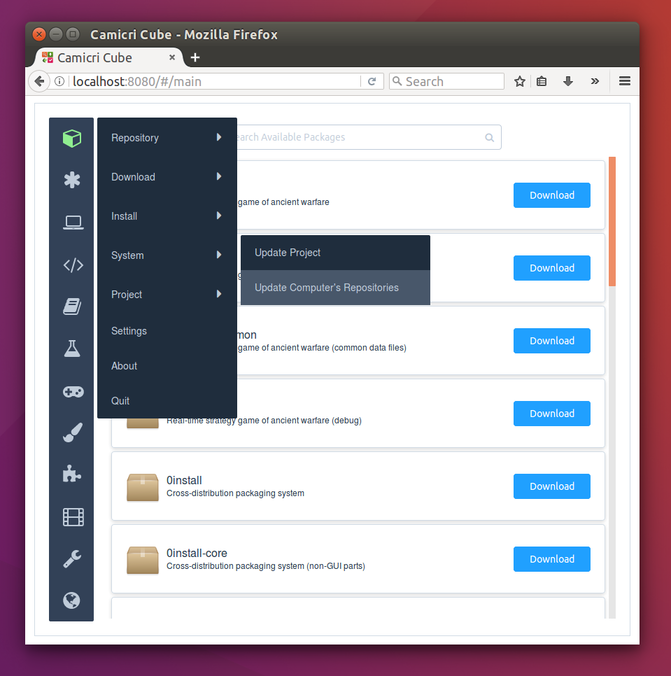 Camicri Cube - Mozilla Firefox
Camicri Cube
localhost:8080/#/main
Search
Repository
earch Available Packages
Download
game of ancient warfare
Download
Install
System
Update Project
Download
Project
Update Computer's Repositories
Settings
mon
game of ancient warfare (common data files)
Download
About
Quit
Real-time strategy game of ancient warfare (debug)
Download
0install
Cross-distribution packaging system
Download
0install-core
Cross-distribution packaging system (non-GUI parts)
Download